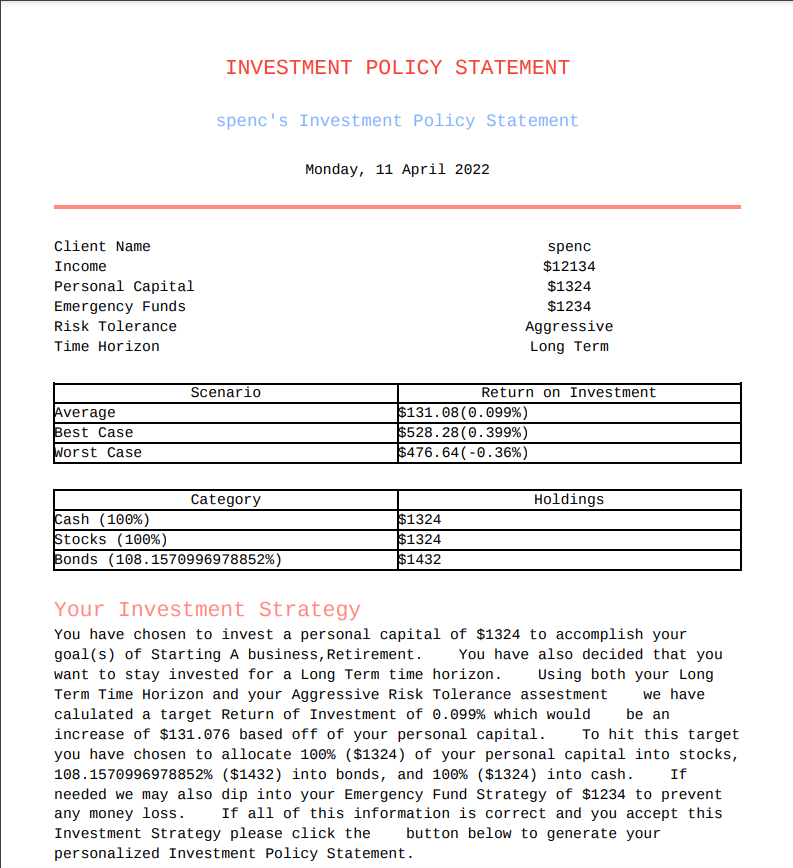 INVESTMENT POLICY STATEMENT
spenc's Investment Policy Statement
Monday, 11 April 2022
Client Name spenc
Income $12134
Personal Capital $1324
Emergency Funds $1234
Risk Tolerance Aggressive
Time Horizon Long Term
Scenario Return on Investment
Average $131.08(0.099%)
Best Case $528.28(0.399%)
Worst Case $476.64(-0.36%)
Category Holdings
Cash (100%) $1324
Stocks (100%) $1324
Bonds (108.1570996978852%) $1432
Your Investment Strategy
You have chosen to invest a personal capital of $1324 to accomplish your
goal(s) of Starting A business,Retirement. You have also decided that you
want to stay invested for a Long Term time horizon. Using both your Long
Term Time Horizon and your Aggressive Risk Tolerance assestment we have
calulated a target Return of Investment of 0.099% which would be an
increase of $131.076 based off of your personal capital. To hit this target
you have chosen to allocate 100% ($1324) of your personal capital into stocks,
108.1570996978852% ($1432) into bonds, and 100% ($1324) into cash. If
needed we may also dip into your Emergency Fund Strategy of $1234 to prevent
any money loss. If all of this information is correct and you accept this
Investment Strategy please click the button below to generate your
personalized Investment Policy Statement.